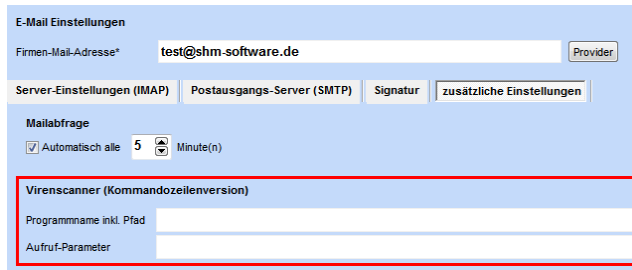 E-Mail Einstellungen
Firmen-Mail-Adresse* test@shm-software.de Provider
Server-Einstellungen (IMAP) Postausgangs-Server (SMTP) Signatur zusätzliche Einstellungen
Mailabfrage
Automatisch alle 5 Minute(n)
Virenscanner (Kommandozeilenversion)
Programmname inkl. Pfad
Aufruf-Parameter